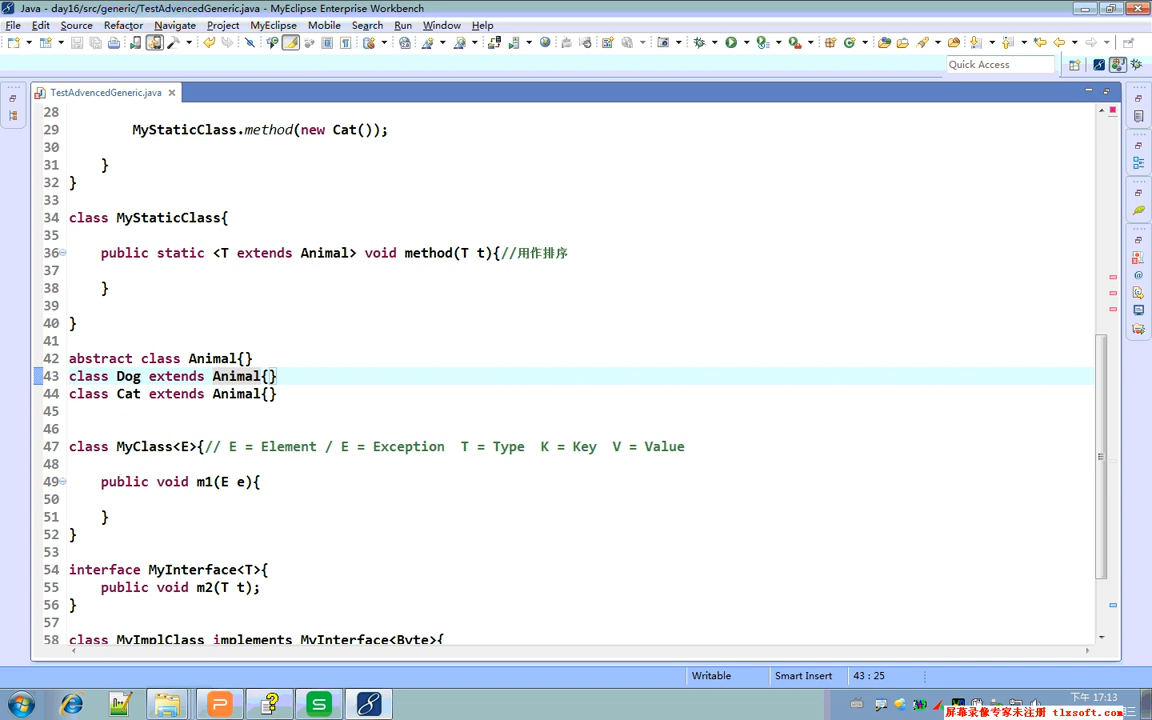 Java - day16/src/generic/TestAdvencedGeneric.java - MyEclipse Enterprise Workbench
File Edit Source Refactor Navigate Project MyEclipse Mobile Search Run Window Help
Quick Access
TestAdvencedGeneric.java
28
29 MyStaticClass.method(new Cat());
30
31 }
32 }
33
34 class MyStaticClass{
35
36 public static <T extends Animal> void method(T t){//用作排序
37
38 }
39
40 }
41
42 abstract class Animal{}
43 class Dog extends Animal{}
44 class Cat extends Animal{}
45
46
47 class MyClass<E>{// E = Element / E = Exception T = Type K = Key V = Value
48
49 public void m1(E e){
50
51 }
52 }
53
54 interface MyInterface<T>{
55 public void m2(T t);
56 }
57
58 class MyImplClass implements MyInterface<Byte>{
Writable Smart Insert 43 : 25
下午 17:13
屏幕录像专家未注册 tlxsoft.com